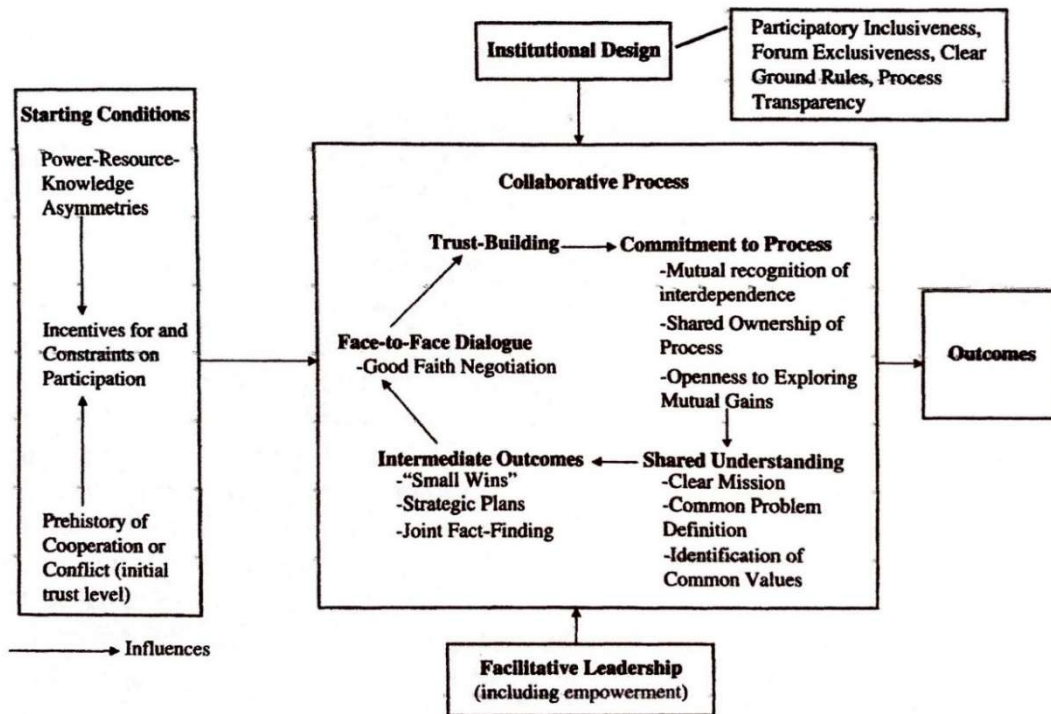 Institutional Design
Participatory Inclusiveness,
Forum Exclusiveness, Clear
Ground Rules, Process
Transparency
Starting Conditions
Power-Resource-
Knowledge
Asymmetries
Incentives for and
Constraints on
Participation
Prehistory of
Cooperation or
Conflict (initial
trust level)
Collaborative Process
Trust-Building
Commitment to Process
-Mutual recognition of
interdependence
-Shared Ownership of
Process
-Openness to Exploring
Mutual Gains
Face-to-Face Dialogue
-Good Faith Negotiation
Intermediate Outcomes
-“Small Wins”
-Strategic Plans
-Joint Fact-Finding
Shared Understanding
-Clear Mission
-Common Problem
Definition
-Identification of
Common Values
Outcomes
Influences
Facilitative Leadership
(including empowerment)